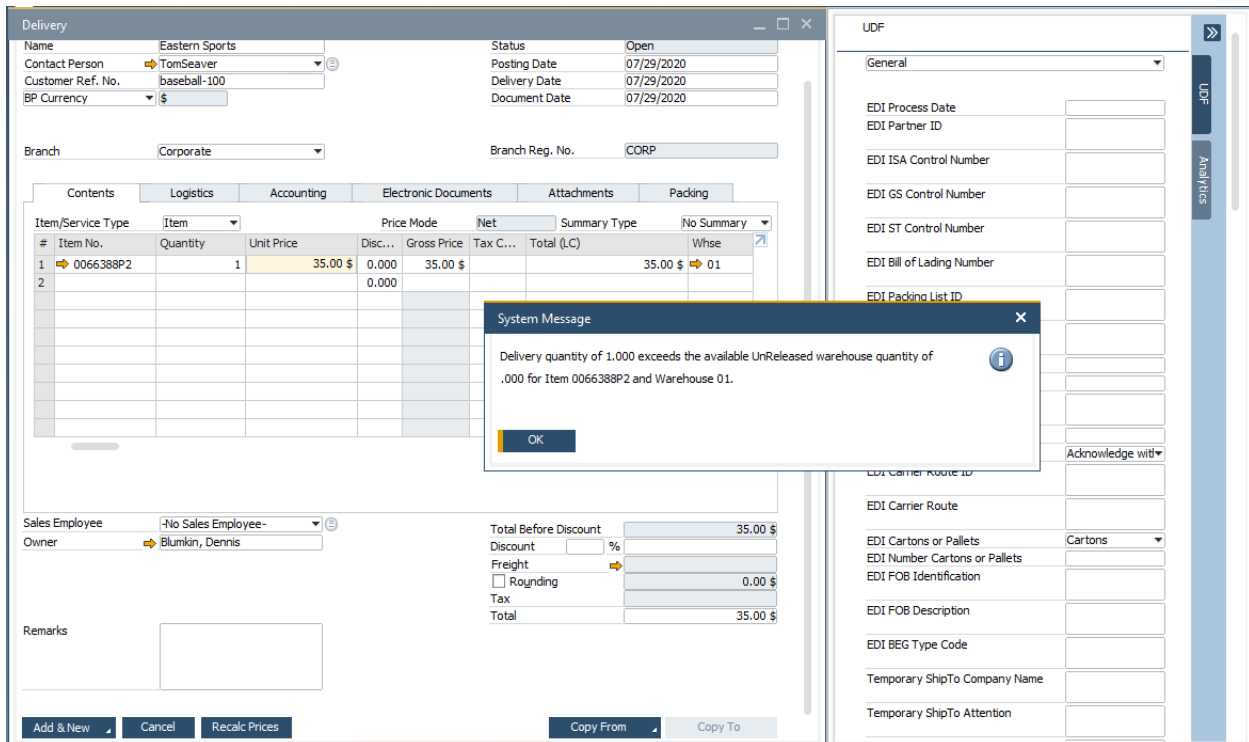 Delivery
Name Eastern Sports
Contact Person TomSeaver
Customer Ref. No. baseball-100
BP Currency $
Status Open
Posting Date 07/29/2020
Delivery Date 07/29/2020
Document Date 07/29/2020
Branch Corporate
Branch Reg. No. CORP
Contents Logistics Accounting Electronic Documents Attachments Packing
Item/Service Type Item Price Mode Net Summary Type No Summary
# Item No. Quantity Unit Price Disc... Gross Price Tax C... Total (LC) Whse
1 0066388P2 1 35.00 $ 0.000 35.00 $ 35.00 $ 01
2 0.000
System Message
Delivery quantity of 1.000 exceeds the available UnReleased warehouse quantity of
.000 for Item 0066388P2 and Warehouse 01.
OK
Sales Employee -No Sales Employee-
Owner Blumkin, Dennis
Total Before Discount 35.00 $
Discount %
Freight
Rounding 0.00 $
Tax
Total 35.00 $
Remarks
Add & New Cancel Recalc Prices Copy From Copy To
UDF
General
EDI Process Date
EDI Partner ID
EDI ISA Control Number
EDI GS Control Number
EDI ST Control Number
EDI Bill of Lading Number
EDI Packing List ID
Acknowledge with
EDI Carrier Route ID
EDI Carrier Route
EDI Cartons or Pallets Cartons
EDI Number Cartons or Pallets
EDI FOB Identification
EDI FOB Description
EDI BEG Type Code
Temporary ShipTo Company Name
Temporary ShipTo Attention
UDF
Analytics